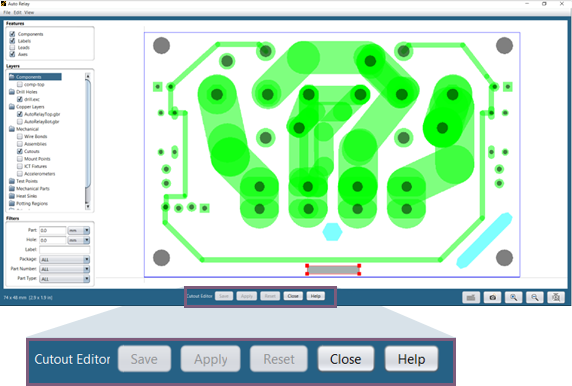 Auto Relay
File Edit View
Features
Components
Labels
Leads
Axes
Layers
Components
comp-top
Drill Holes
drill.exc
Copper Layers
AutoRelayTop.gbr
AutoRelayBot.gbr
Mechanical
Wire Bonds
Assemblies
Cutouts
Mount Points
ICT Fixtures
Accelerometers
Test Points
Mechanical Parts
Heat Sinks
Potting Regions
Filters
Part: 0.0 mm
Hole: 0.0 mm
Label:
Package: ALL
Part Number: ALL
Part Type: ALL
74 x 46 mm [2.9 x 1.8 in]
Cutout Editor Save Apply Reset Close Help
Cutout Editor Save Apply Reset Close Help